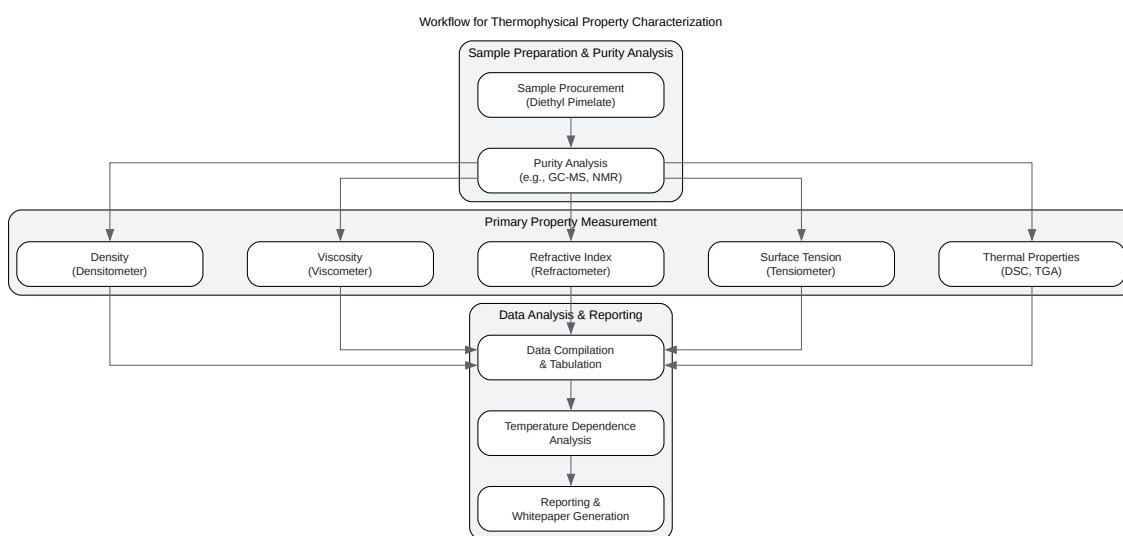 Workflow for Thermophysical Property Characterization
Sample Preparation & Purity Analysis
Sample Procurement
(Diethyl Pimelate)
Purity Analysis
(e.g., GC-MS, NMR)
Primary Property Measurement
Density
(Densitometer)
Viscosity
(Viscometer)
Refractive Index
(Refractometer)
Surface Tension
(Tensiometer)
Thermal Properties
(DSC, TGA)
Data Analysis & Reporting
Data Compilation
& Tabulation
Temperature Dependence
Analysis
Reporting &
Whitepaper Generation